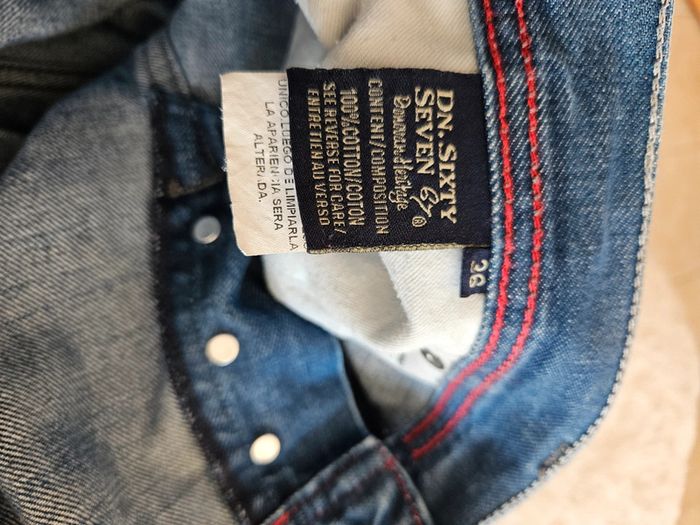 DN.SIXTY
SEVEN 67
Denman Heritage
®
CONTENT/COMPOSITION
100%COTTON/COTON
SEE REVERSE FOR CARE/
ENTRETIEN AU VERSO
36
UNICO LUEGO DE LIMPIARLA
LA APARIENCIA SERA
ALTERADA.